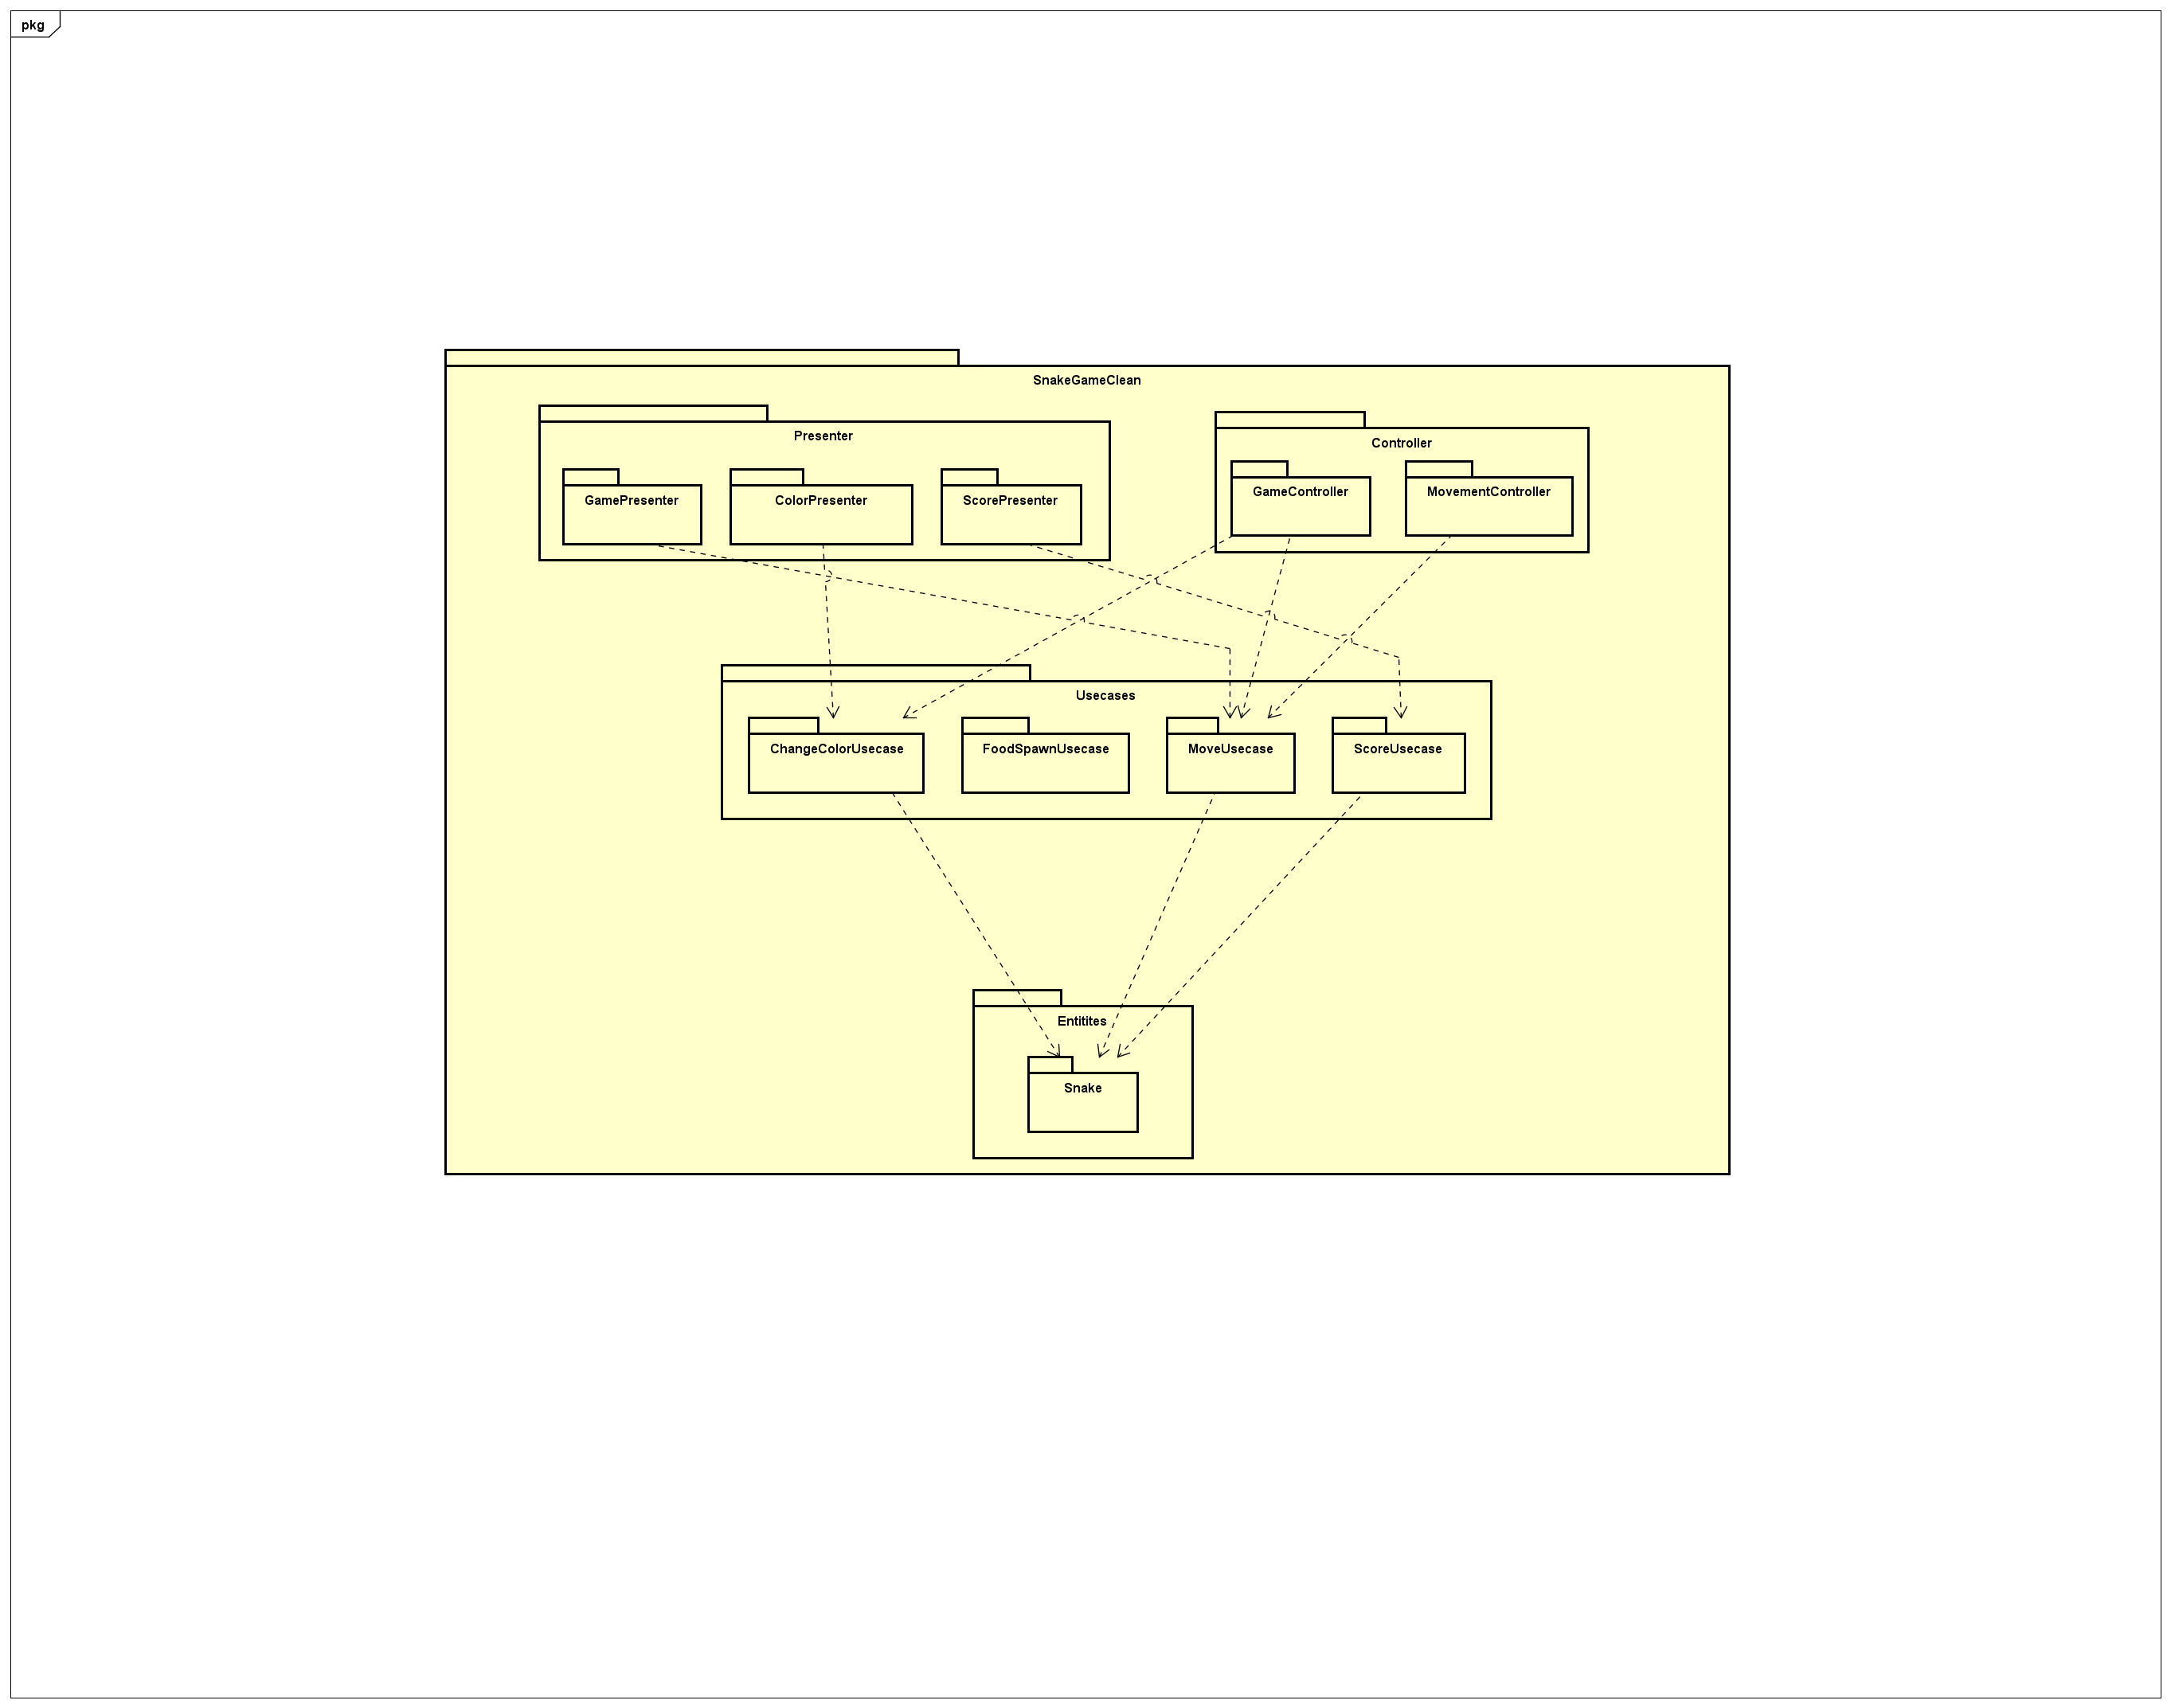 pkg
SnakeGameClean
Presenter
Controller
GamePresenter
ColorPresenter
ScorePresenter
GameController
MovementController
Usecases
ChangeColorUsecase
FoodSpawnUsecase
MoveUsecase
ScoreUsecase
Entitites
Snake